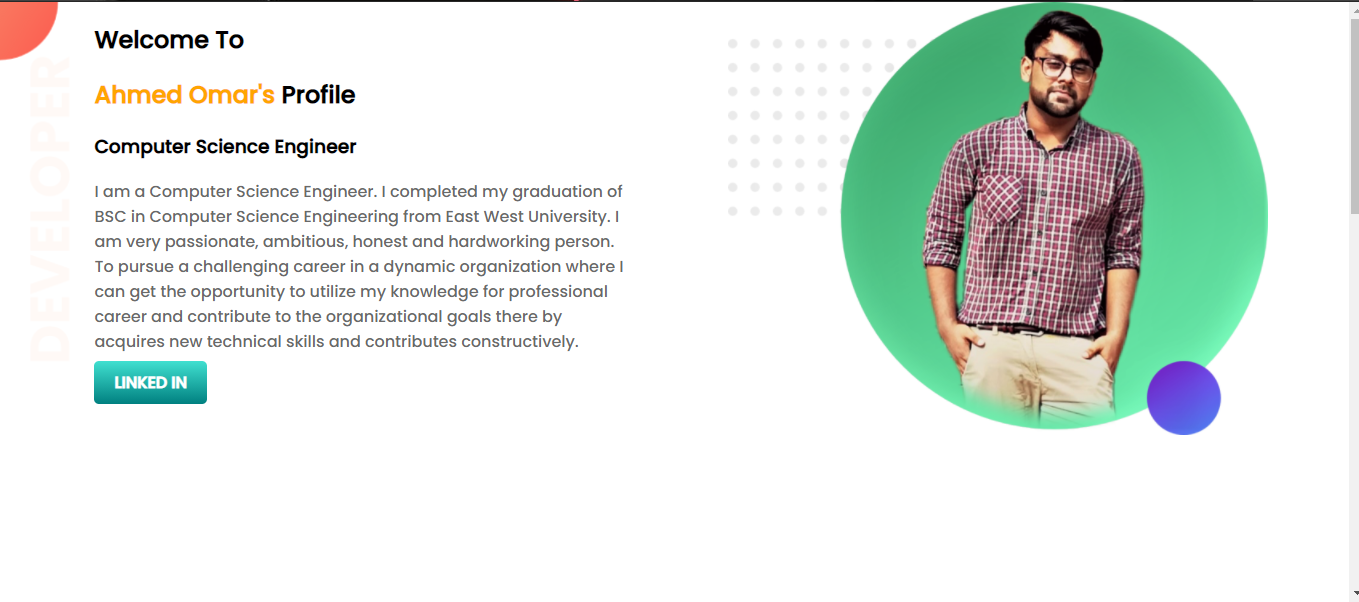 Welcome To
Ahmed Omar's Profile
Computer Science Engineer
I am a Computer Science Engineer. I completed my graduation of
BSC in Computer Science Engineering from East West University. I
am very passionate, ambitious, honest and hardworking person.
To pursue a challenging career in a dynamic organization where I
can get the opportunity to utilize my knowledge for professional
career and contribute to the organizational goals there by
acquires new technical skills and contributes constructively.
LINKED IN
DEVELOPER